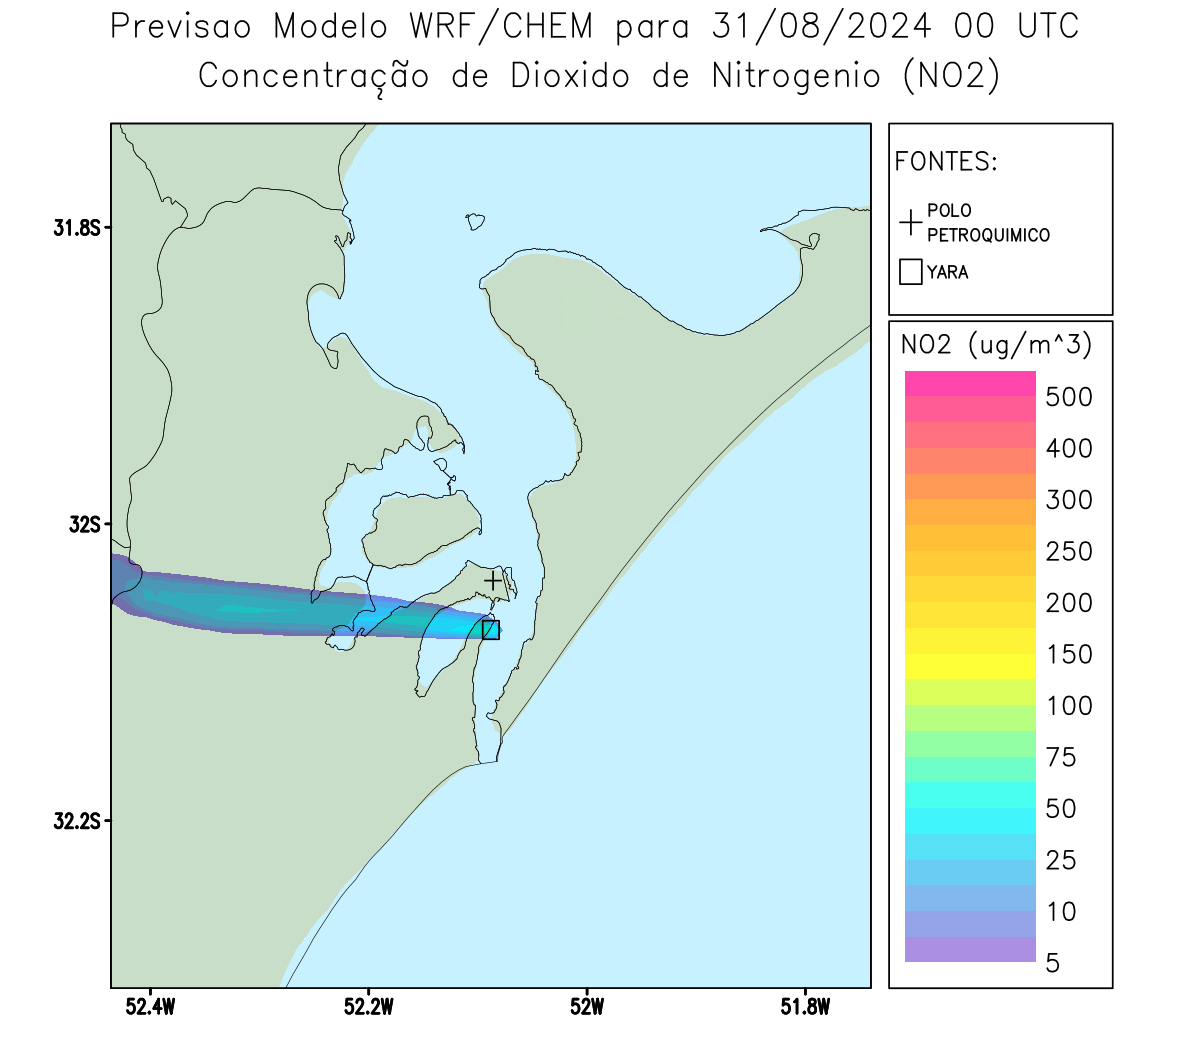 Previsao Modelo WRF/CHEM para 31/08/2024 00 UTC
Concentração de Dioxido de Nitrogenio (NO2)
FONTES:
POLO
PETROQUIMICO
YARA
NO2 (ug/m^3)
500
400
300
250
200
150
100
75
50
25
10
5
31.8S
32S
32.2S
52.4W
52.2W
52W
51.8W